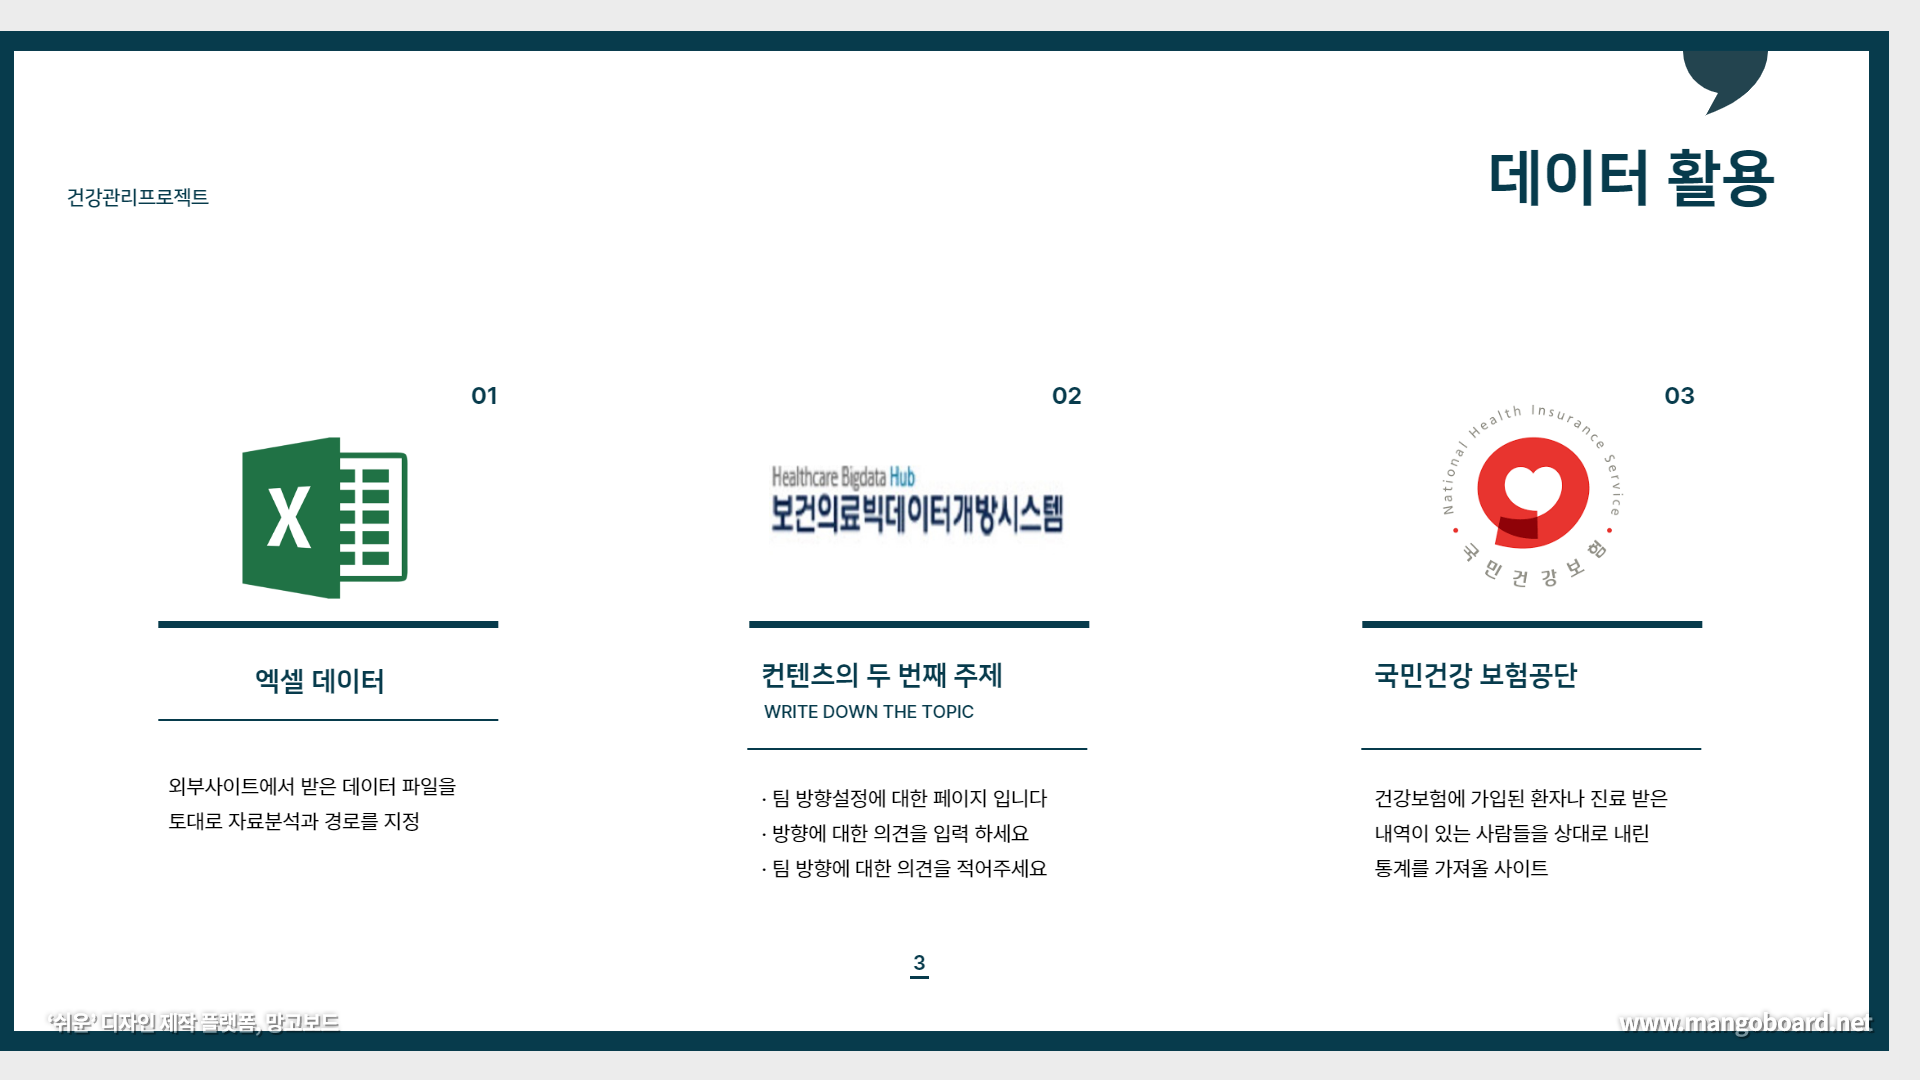 데이터 활용
건강관리프로젝트
01
X
엑셀 데이터
외부사이트에서 받은 데이터 파일을
토대로 자료분석과 경로를 지정
02
Healthcare Bigdata Hub
보건의료빅데이터개방시스템
컨텐츠의 두 번째 주제
WRITE DOWN THE TOPIC
· 팀 방향설정에 대한 페이지 입니다
· 방향에 대한 의견을 입력 하세요
· 팀 방향에 대한 의견을 적어주세요
03
National Health Insurance Service
국민건강보험
국민건강 보험공단
건강보험에 가입된 환자나 진료 받은
내역이 있는 사람들을 상대로 내린
통계를 가져올 사이트
3
‘쉬운’ 디자인 제작 플랫폼, 망고보드
www.mangoboard.net